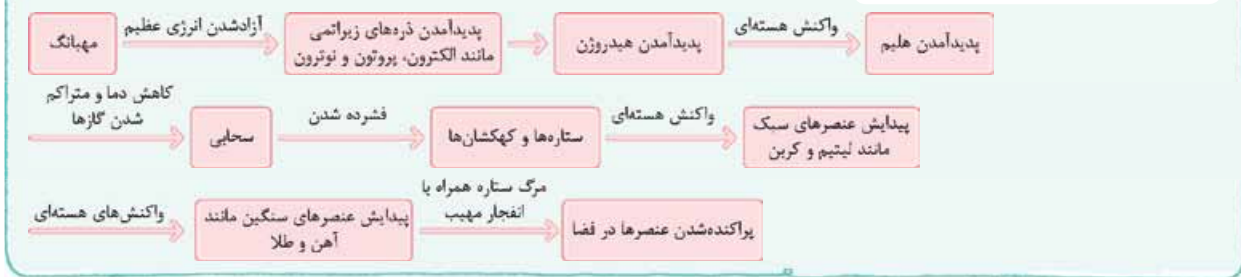 مهبانگ
آزادشدن انرژی عظیم
پدیدآمدن ذره‌های زیراتمی
مانند الکترون، پروتون و نوترون
پدیدآمدن هیدروژن
واکنش هسته‌ای
پدیدآمدن هلیم
کاهش دما و متراکم
شدن گازها
سحابی
فشرده شدن
ستاره‌ها و کهکشان‌ها
واکنش هسته‌ای
پیدایش عنصرهای سبک
مانند لیتیم و کربن
واکنش‌های هسته‌ای
پیدایش عنصرهای سنگین مانند
آهن و طلا
مرگ ستاره همراه با
انفجار مهیب
پراکنده‌شدن عنصرها در فضا